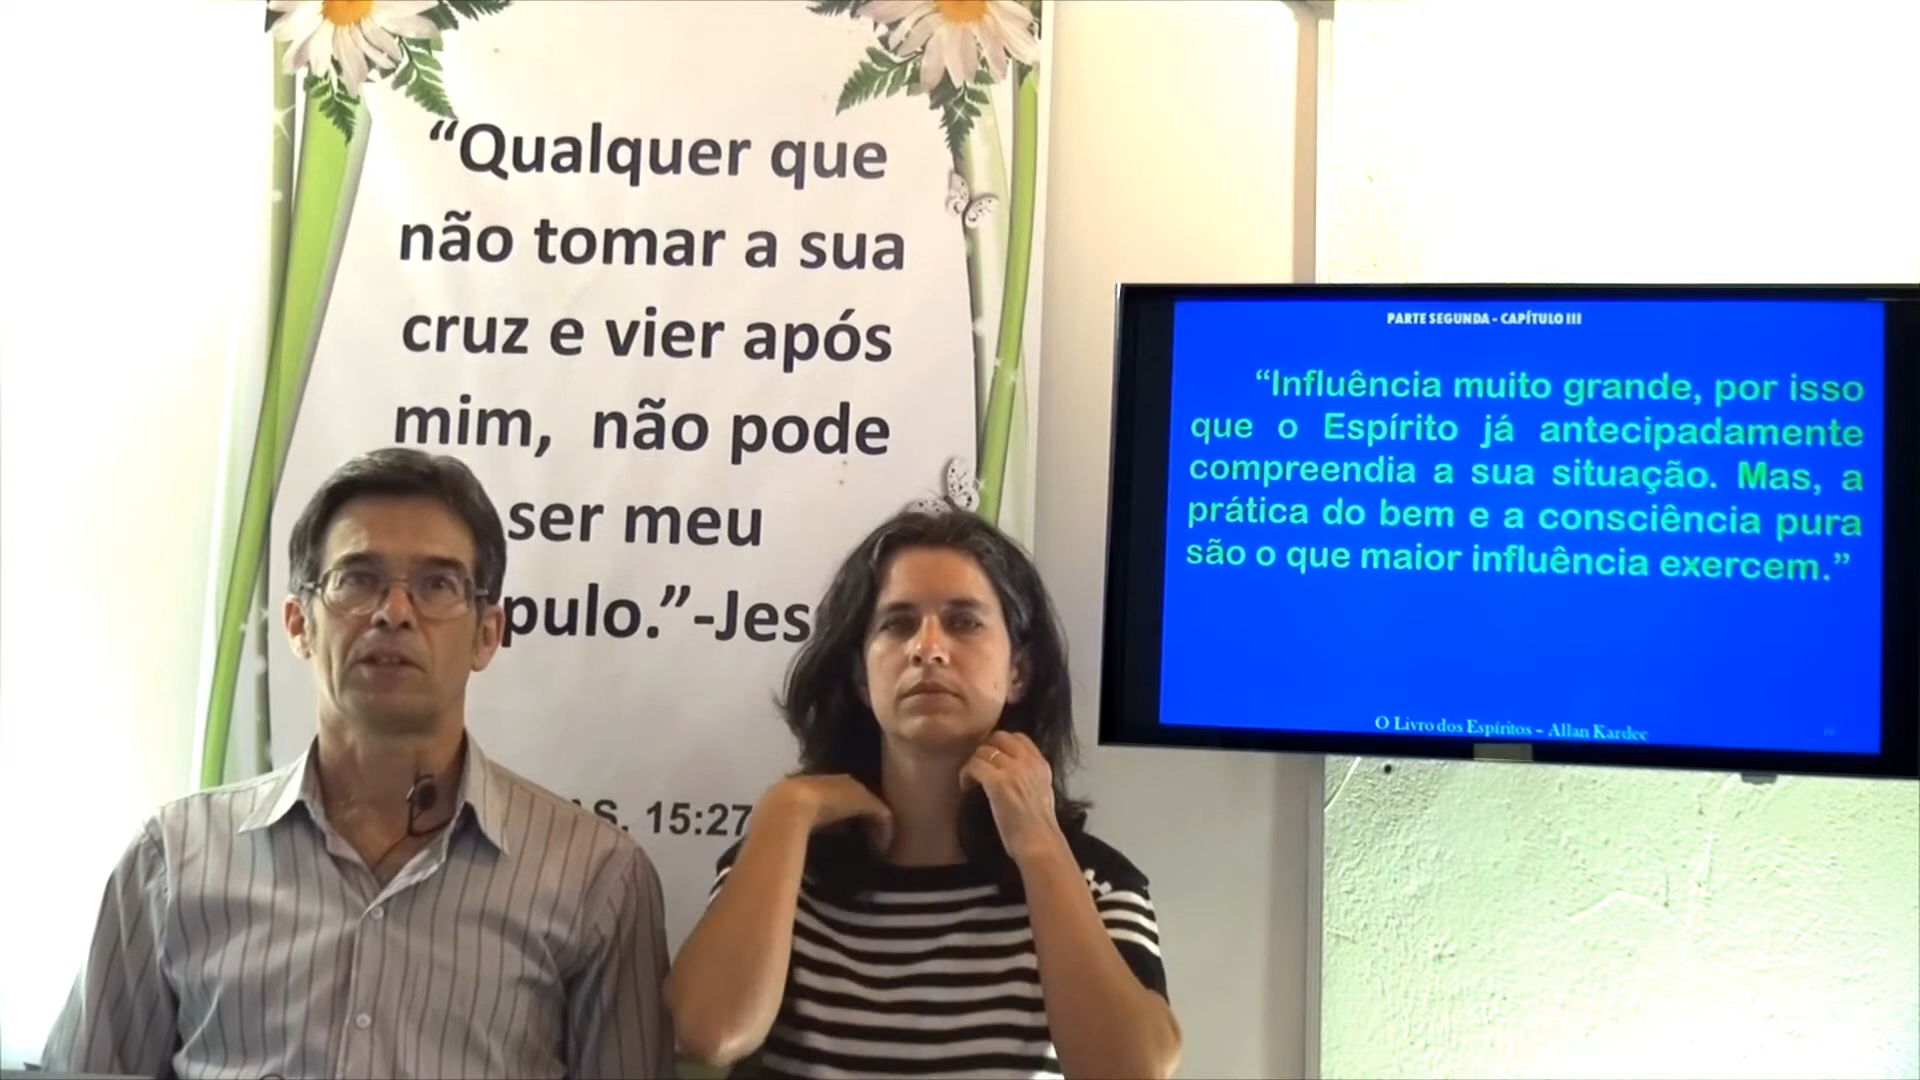 “Qualquer que
não tomar a sua
cruz e vier após
mim, não pode
ser meu
pulo.”-Jes
AS. 15:27
PARTE SEGUNDA - CAPÍTULO III
“Influência muito grande, por isso
que o Espírito já antecipadamente
compreendia a sua situação. Mas, a
prática do bem e a consciência pura
são o que maior influência exercem.”
O Livro dos Espíritos – Allan Kardec